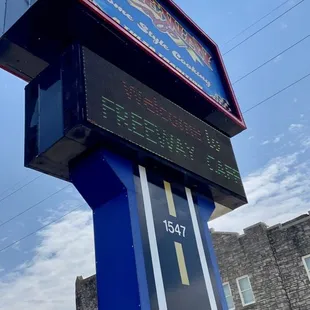 Home Style Cooking
Welcome to
FREEWAY CAFE
1547